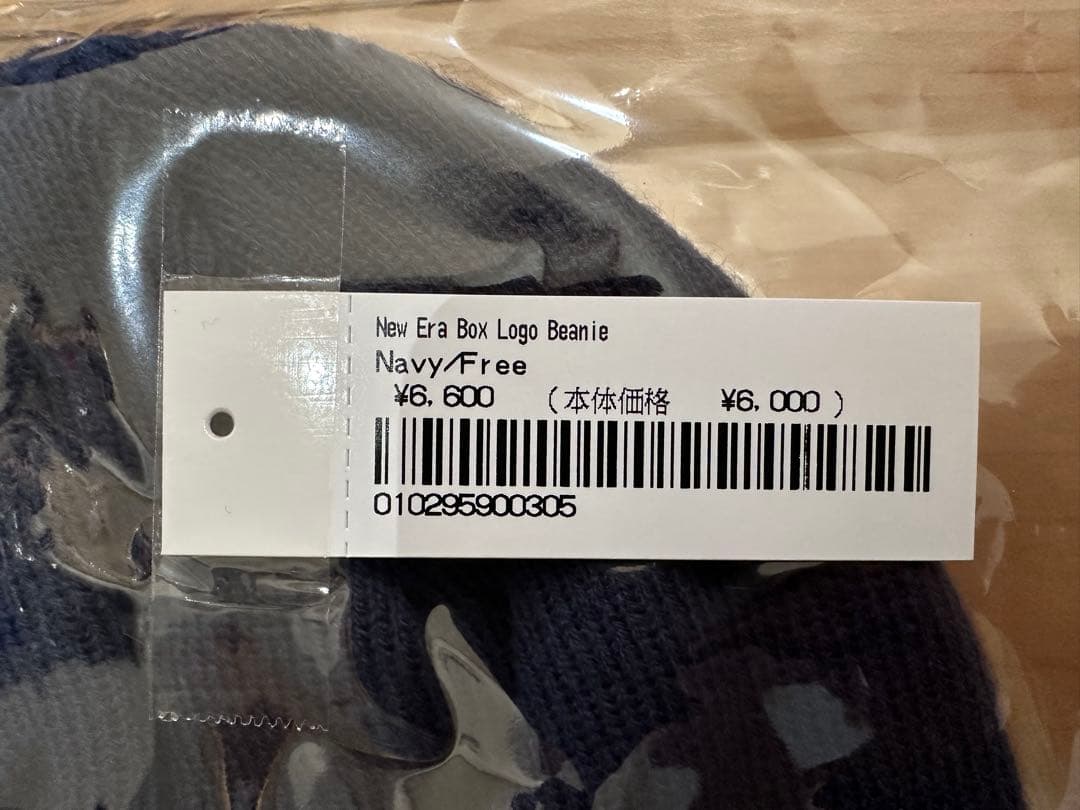 New Era Box Logo Beanie
Navy/Free
¥6,600 (本体価格 ¥6,000 )
010295900305